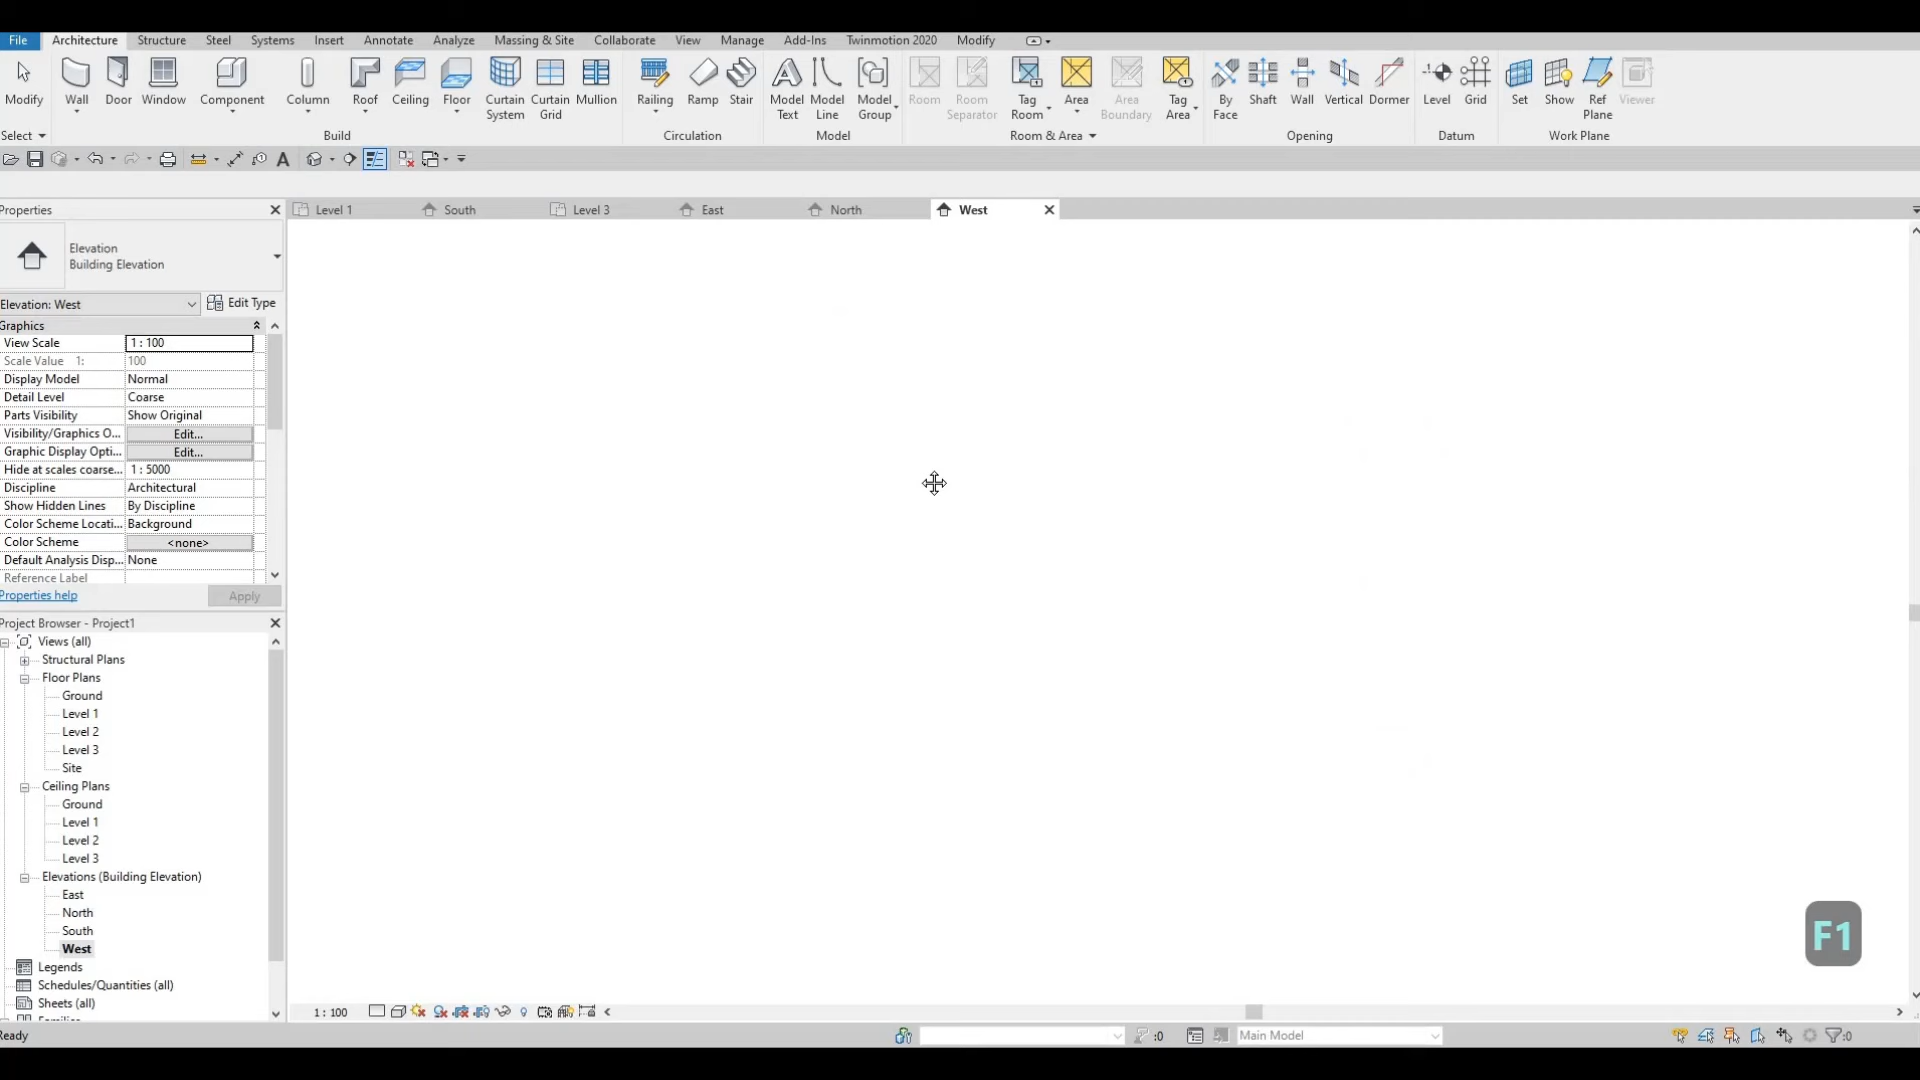 File Architecture Structure Steel Systems Insert Annotate Analyze Massing & Site Collaborate View Manage Add-Ins Twinmotion 2020 Modify
Modify Wall Door Window Component Column Roof Ceiling Floor Curtain System Curtain Grid Mullion Railing Ramp Stair Model Text Model Line Model Group Room Room Separator Tag Room Area Area Boundary Tag Area By Face Shaft Wall Vertical Dormer Level Grid Set Show Ref Plane Viewer
Select Build Circulation Model Room & Area Opening Datum Work Plane
A
Properties
Level 1 South Level 3 East North West
Elevation
Building Elevation
Elevation: West Edit Type
Graphics
View Scale 1 : 100
Scale Value 1: 100
Display Model Normal
Detail Level Coarse
Parts Visibility Show Original
Visibility/Graphics O... Edit...
Graphic Display Opti... Edit...
Hide at scales coarse... 1 : 5000
Discipline Architectural
Show Hidden Lines By Discipline
Color Scheme Locati... Background
Color Scheme <none>
Default Analysis Disp... None
Reference Label
Properties help Apply
Project Browser - Project1
Views (all)
Structural Plans
Floor Plans
Ground
Level 1
Level 2
Level 3
Site
Ceiling Plans
Ground
Level 1
Level 2
Level 3
Elevations (Building Elevation)
East
North
South
West
Legends
Schedules/Quantities (all)
Sheets (all)
F1
1 : 100
Ready :0 Main Model :0